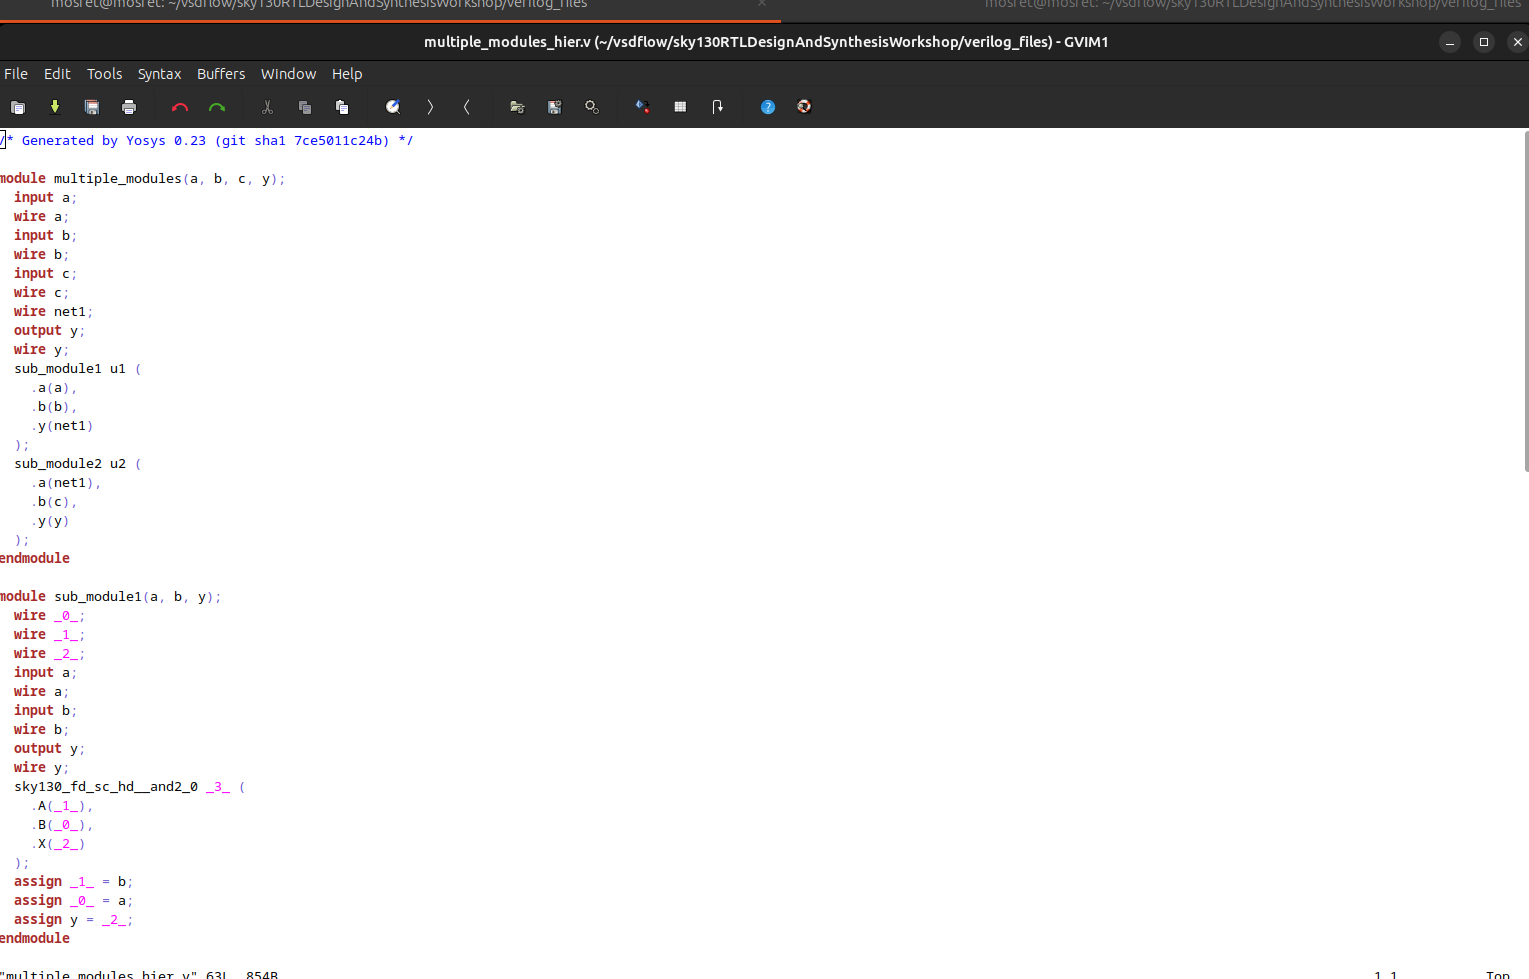 mosfet@mosfet: ~/vsdflow/sky130RTLDesignAndSynthesisWorkshop/verilog_files
mosfet@mosfet: ~/vsdflow/sky130RTLDesignAndSynthesisWorkshop/verilog_files
multiple_modules_hier.v (~/vsdflow/sky130RTLDesignAndSynthesisWorkshop/verilog_files) - GVIM1
File Edit Tools Syntax Buffers Window Help
/* Generated by Yosys 0.23 (git sha1 7ce5011c24b) */
module multiple_modules(a, b, c, y);
input a;
wire a;
input b;
wire b;
input c;
wire c;
wire net1;
output y;
wire y;
sub_module1 u1 (
.a(a),
.b(b),
.y(net1)
);
sub_module2 u2 (
.a(net1),
.b(c),
.y(y)
);
endmodule
module sub_module1(a, b, y);
wire _0_;
wire _1_;
wire _2_;
input a;
wire a;
input b;
wire b;
output y;
wire y;
sky130_fd_sc_hd__and2_0 _3_ (
.A(_1_),
.B(_0_),
.X(_2_)
);
assign _1_ = b;
assign _0_ = a;
assign y = _2_;
endmodule
"multiple_modules_hier.v" 63L, 854B 1,1 Top